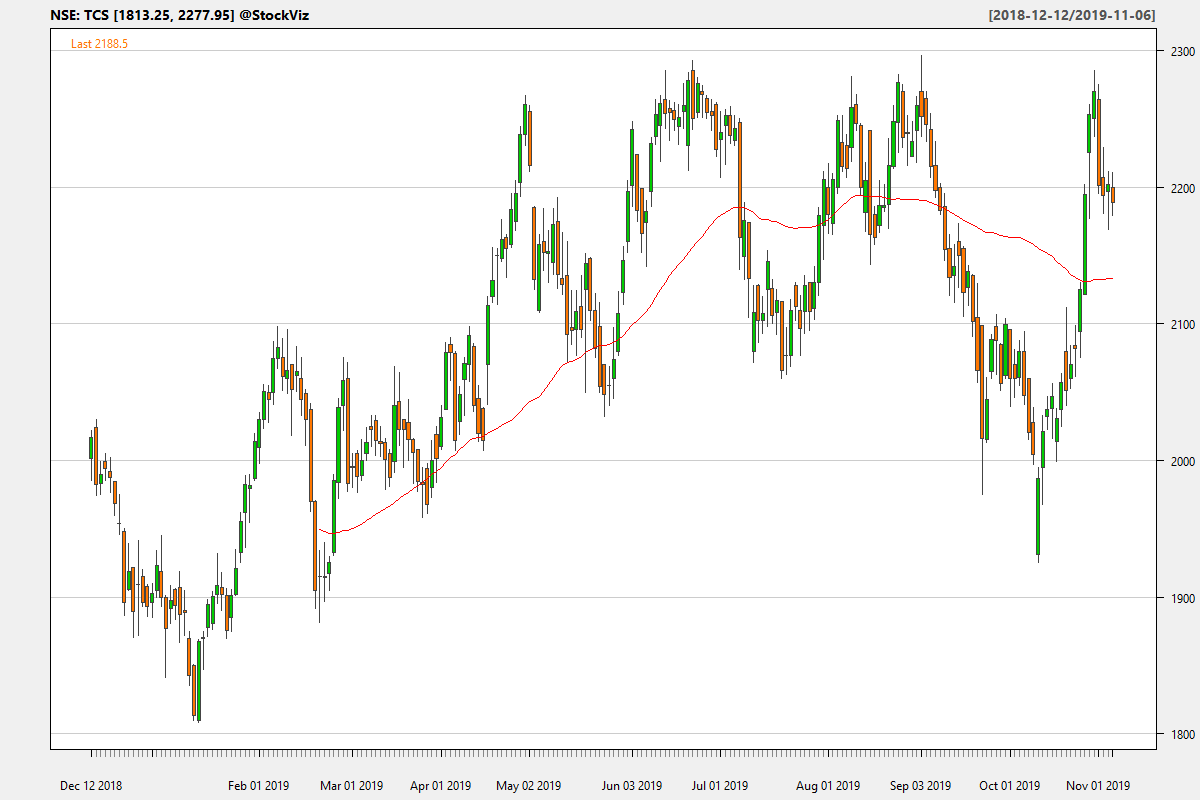 NSE: TCS [1813.25, 2277.95] @StockViz
[2018-12-12/2019-11-06]
Last 2188.5
2300
2200
2100
2000
1900
1800
Dec 12 2018
Feb 01 2019
Mar 01 2019
Apr 01 2019
May 02 2019
Jun 03 2019
Jul 01 2019
Aug 01 2019
Sep 03 2019
Oct 01 2019
Nov 01 2019